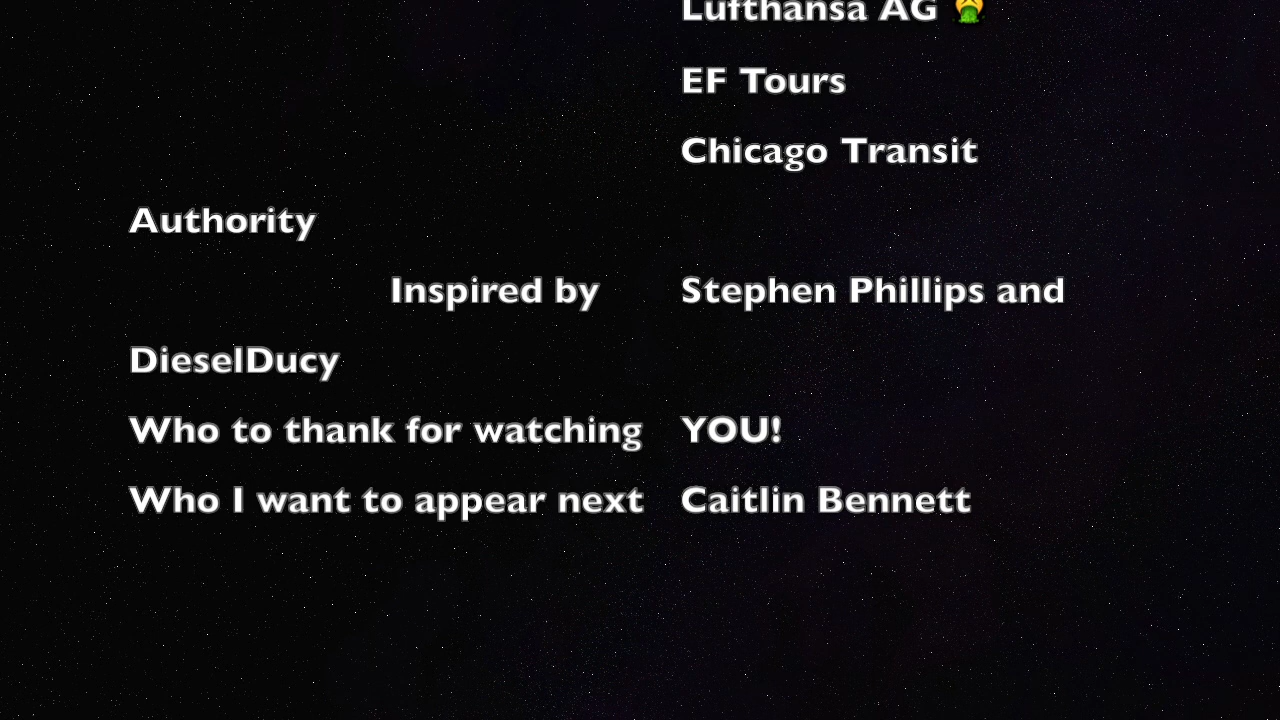 Lufthansa AG 🤮
EF Tours
Chicago Transit
Authority
Inspired by Stephen Phillips and
DieselDucy
Who to thank for watching YOU!
Who I want to appear next Caitlin Bennett